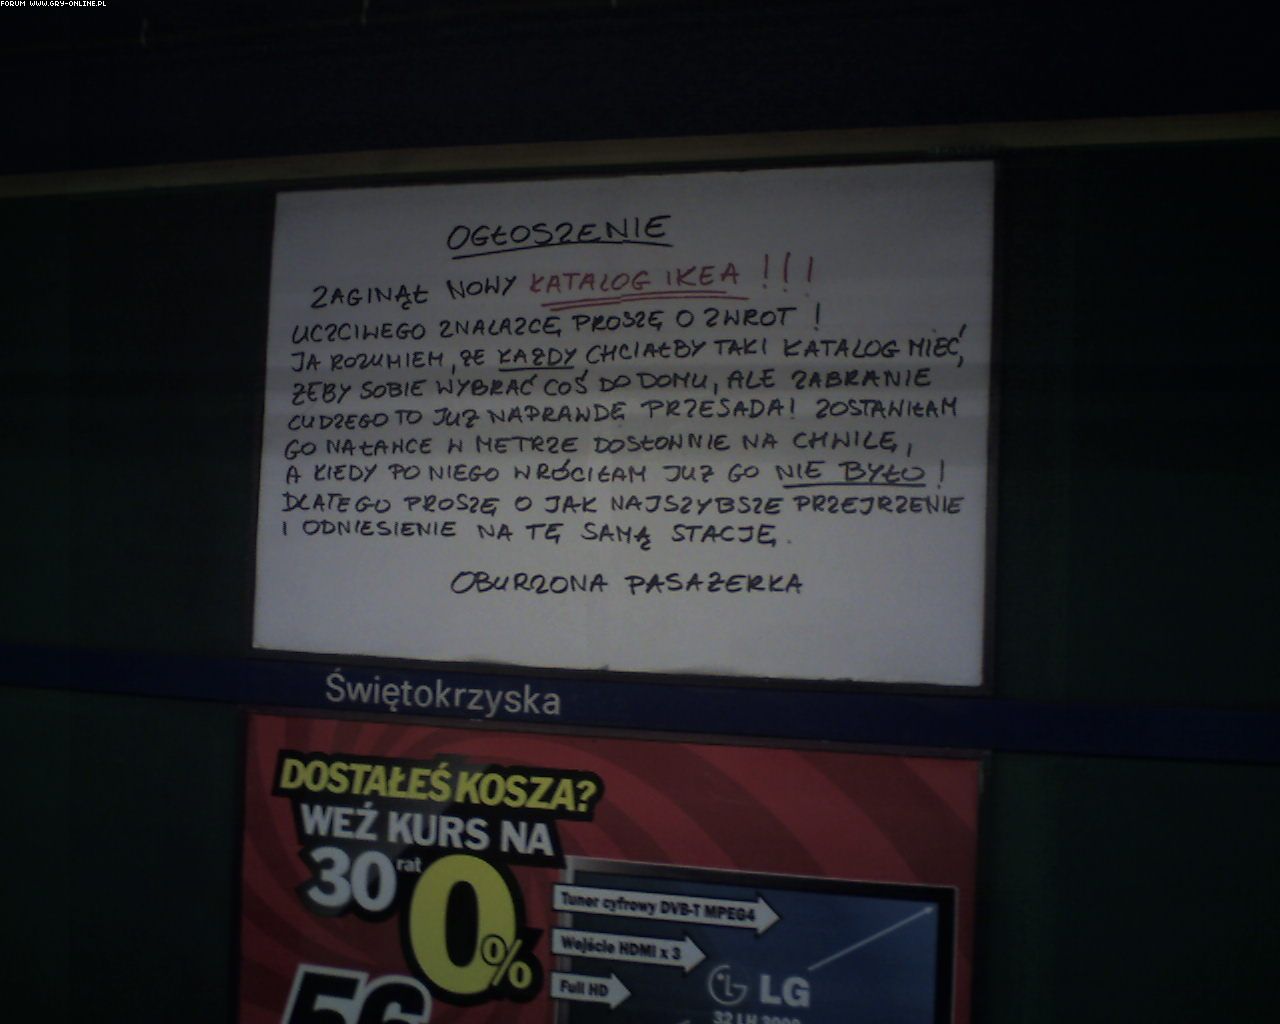 FORUM WWW.GRY-ONLINE.PL
OGŁOSZENIE
ZAGINĄŁ NOWY KATALOG IKEA !!!
UCZCIWEGO ZNALAZCĘ PROSZĘ O ZWROT !
JA ROZUMIEM, ŻE KAŻDY CHCIAŁBY TAKI KATALOG MIEĆ,
ŻEBY SOBIE WYBRAĆ COŚ DO DOMU, ALE ZABRANIE
CUDZEGO TO JUŻ NAPRAWDĘ PRZESADA! ZOSTAWIŁAM
GO NA ŁAWCE W METRZE DOSŁOWNIE NA CHWILĘ,
A KIEDY PO NIEGO WRÓCIŁAM JUŻ GO NIE BYŁO !
DLATEGO PROSZĘ O JAK NAJSZYBSZE PRZEJRZENIE
I ODNIESIENIE NA TĘ SAMĄ STACJĘ.
OBURZONA PASAŻERKA
Świętokrzyska
DOSTAŁEŚ KOSZA?
WEŹ KURS NA
30 rat 0%
Tuner cyfrowy DVB-T MPEG4
Wejście HDMI x 3
Full HD
LG
56